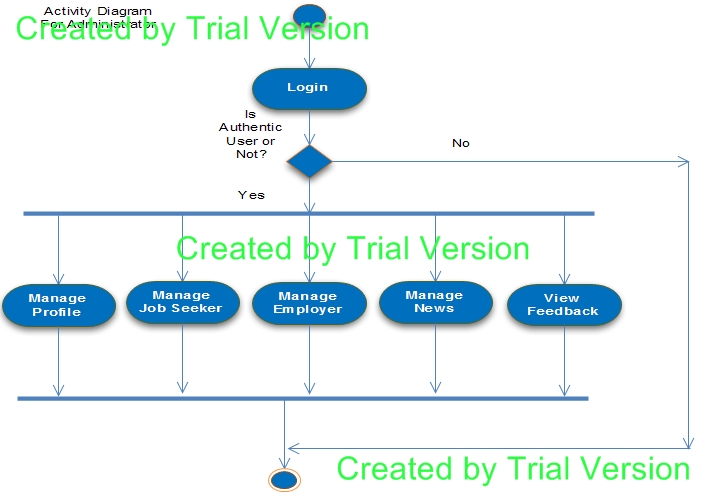 Activity Diagram
For Administrator
Created by Trial Version
Login
Is
Authentic
User or
Not?
No
Yes
Created by Trial Version
Manage
Profile
Manage
Job Seeker
Manage
Employer
Manage
News
View
Feedback
Created by Trial Version